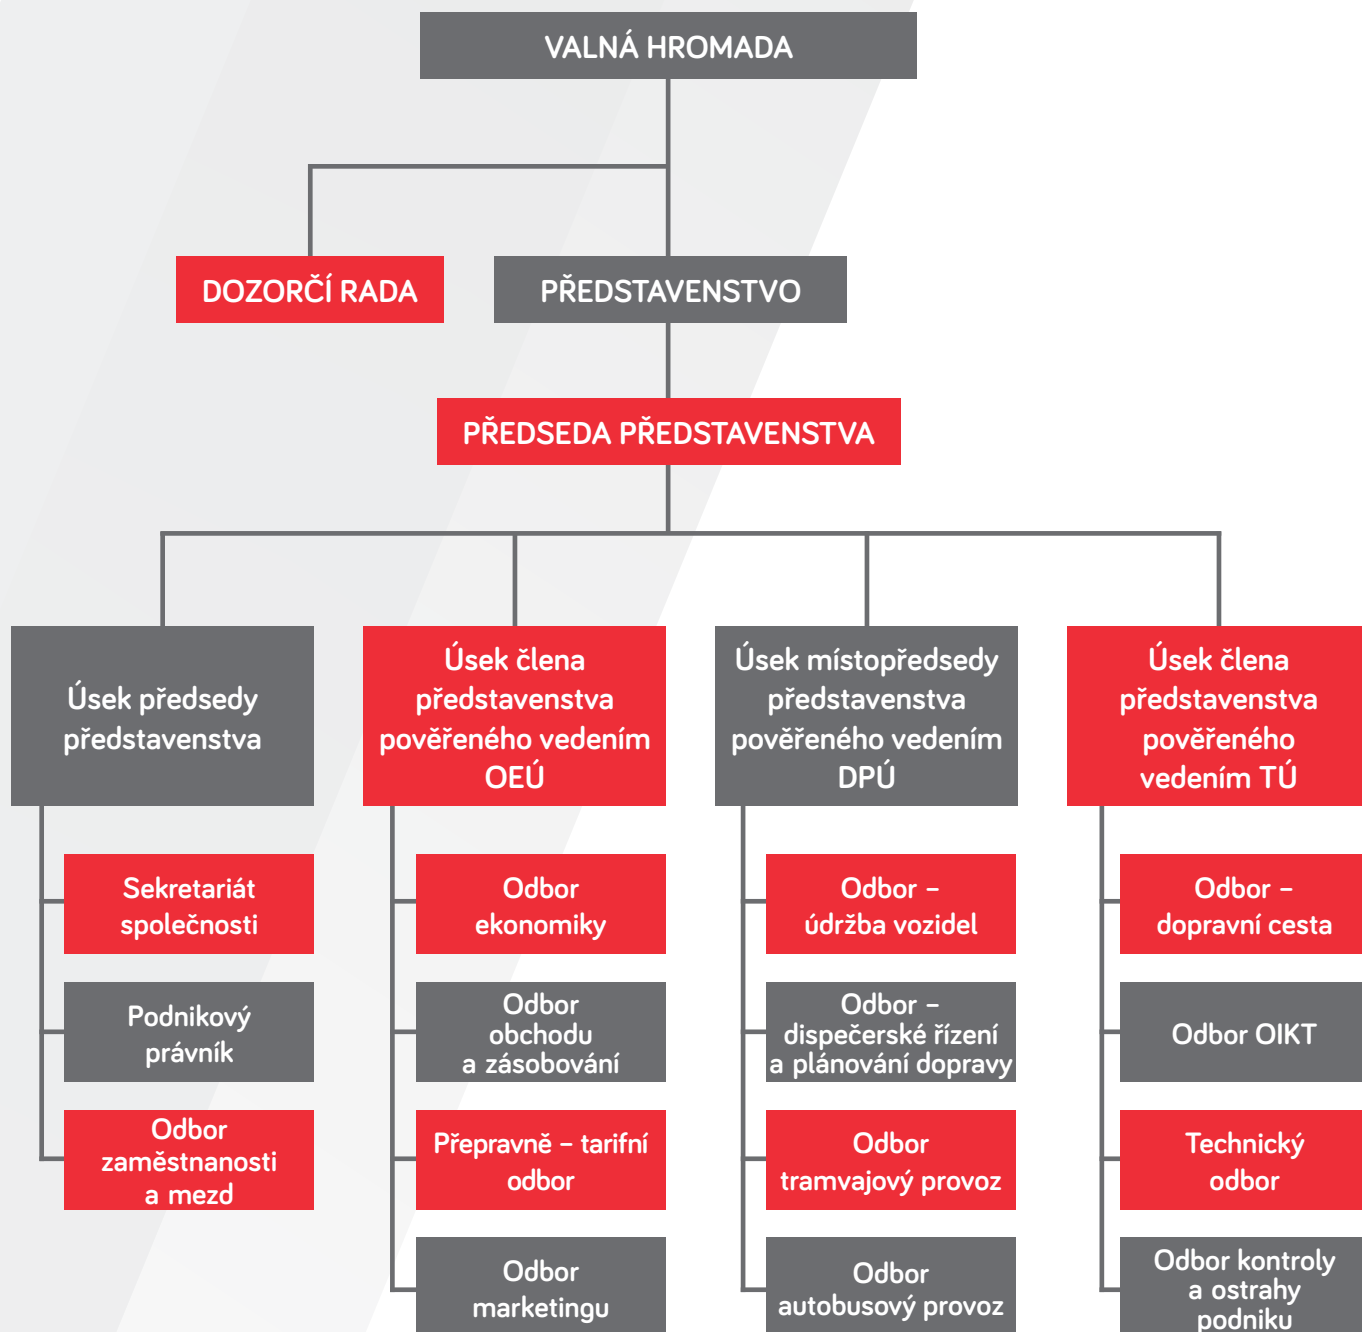 VALNÁ HROMADA
DOZORČÍ RADA
PŘEDSTAVENSTVO
PŘEDSEDA PŘEDSTAVENSTVA
Úsek předsedy
představenstva
Úsek člena
představenstva
pověřeného vedením
OEÚ
Úsek místopředsedy
představenstva
pověřeného vedením
DPÚ
Úsek člena
představenstva
pověřeného
vedením TÚ
Sekretariát
společnosti
Podnikový
právník
Odbor
zaměstnanosti
a mezd
Odbor
ekonomiky
Odbor
obchodu
a zásobování
Přepravně – tarifní
odbor
Odbor
marketingu
Odbor –
údržba vozidel
Odbor –
dispečerské řízení
a plánování dopravy
Odbor
tramvajový provoz
Odbor
autobusový provoz
Odbor –
dopravní cesta
Odbor OIKT
Technický
odbor
Odbor kontroly
a ostrahy
podniku